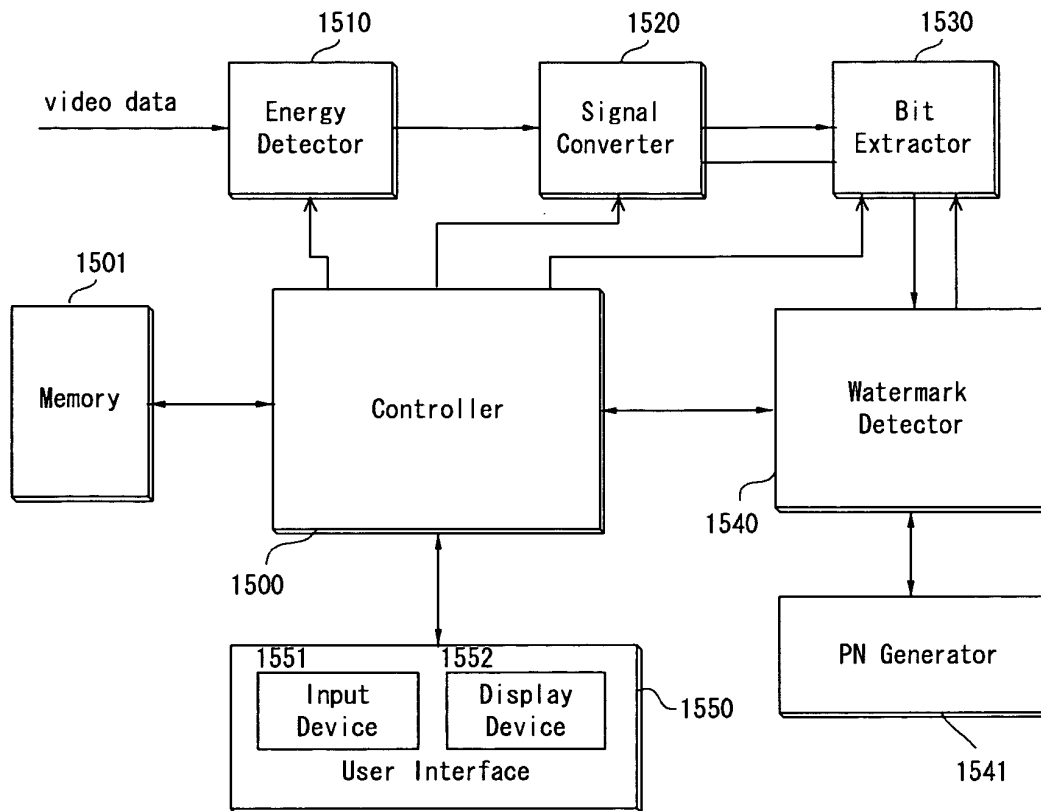 1510
1520
1530
video data
Energy
Detector
Signal
Converter
Bit
Extractor
1501
Memory
Controller
Watermark
Detector
1540
1500
PN Generator
1541
1551
1552
Input
Device
Display
Device
User Interface
1550